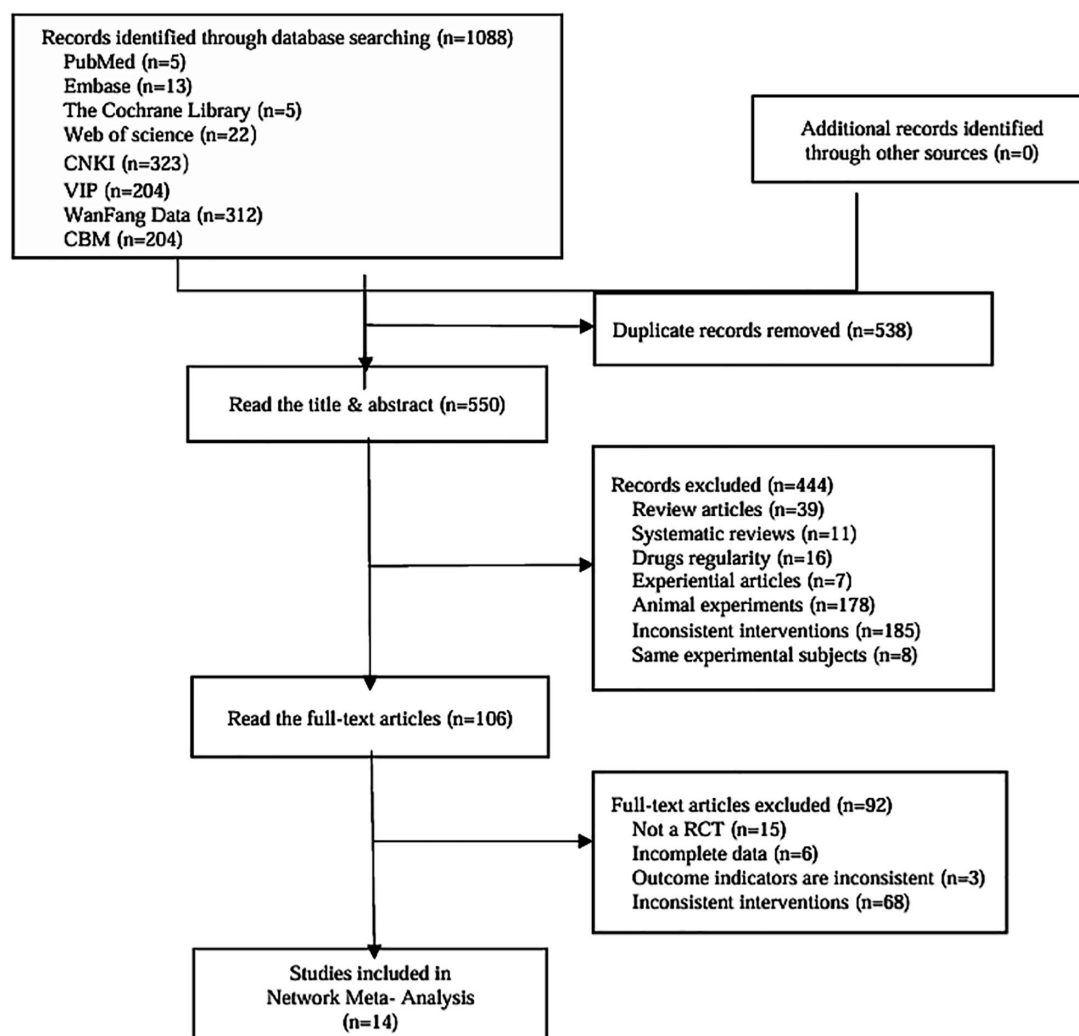 Records identified through database searching (n=1088)
PubMed (n=5)
Embase (n=13)
The Cochrane Library (n=5)
Web of science (n=22)
CNKI (n=323)
VIP (n=204)
WanFang Data (n=312)
CBM (n=204)
Additional records identified
through other sources (n=0)
Duplicate records removed (n=538)
Read the title & abstract (n=550)
Records excluded (n=444)
Review articles (n=39)
Systematic reviews (n=11)
Drugs regularity (n=16)
Experiential articles (n=7)
Animal experiments (n=178)
Inconsistent interventions (n=185)
Same experimental subjects (n=8)
Read the full-text articles (n=106)
Full-text articles excluded (n=92)
Not a RCT (n=15)
Incomplete data (n=6)
Outcome indicators are inconsistent (n=3)
Inconsistent interventions (n=68)
Studies included in
Network Meta- Analysis
(n=14)